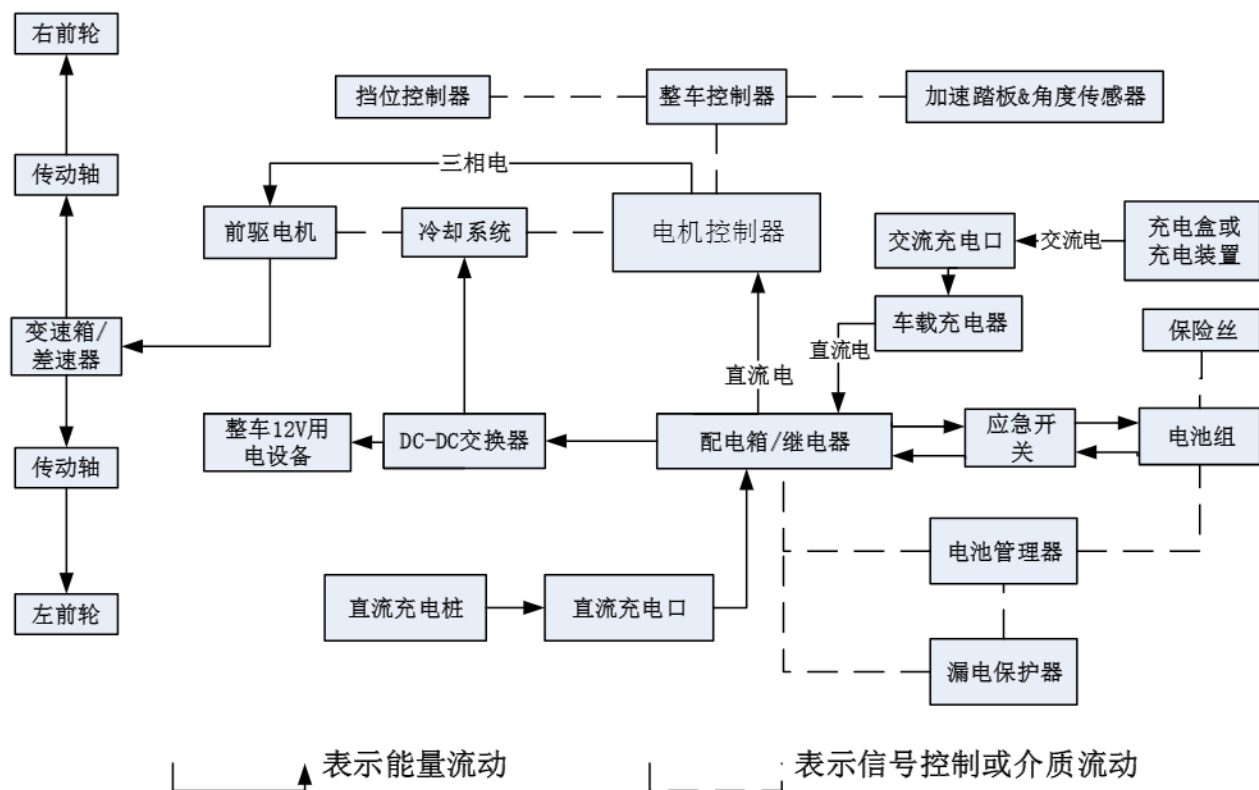 右前轮
挡位控制器
整车控制器
加速踏板&角度传感器
三相电
传动轴
前驱电机
冷却系统
电机控制器
交流充电口
交流电
充电盒或
充电装置
车载充电器
变速箱/
差速器
保险丝
直流电
直流电
整车12V用
电设备
DC-DC交换器
配电箱/继电器
应急开
关
电池组
传动轴
电池管理器
直流充电桩
直流充电口
左前轮
漏电保护器
表示能量流动
表示信号控制或介质流动